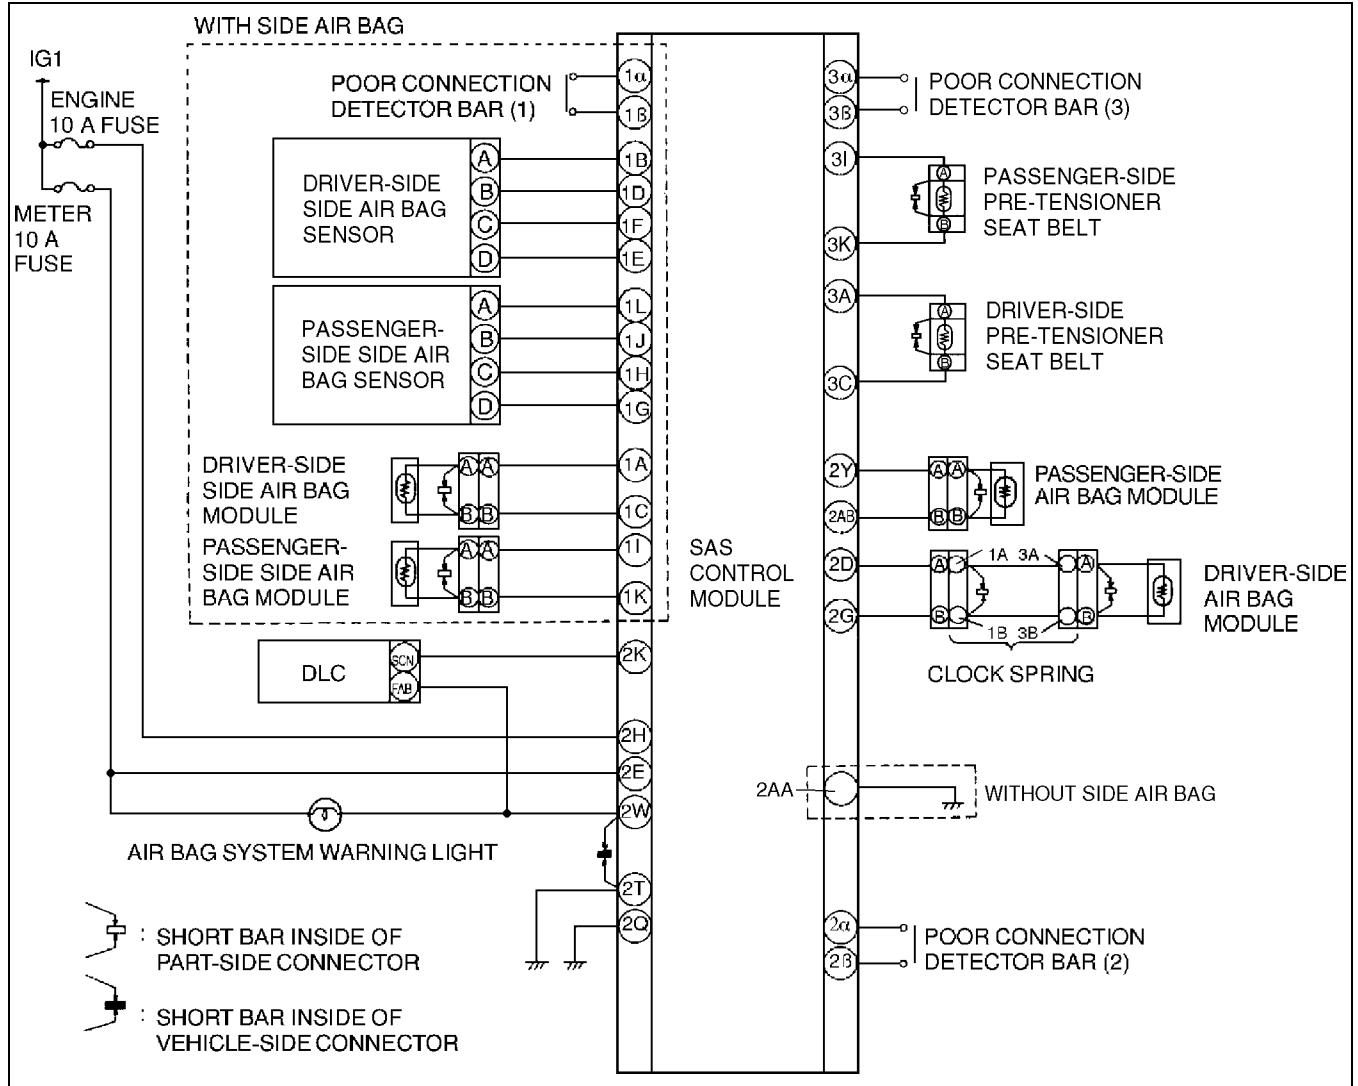 WITH SIDE AIR BAG
IG1
ENGINE
10 A FUSE
METER
10 A
FUSE
POOR CONNECTION
DETECTOR BAR (1)
1α
1ß
DRIVER-SIDE
SIDE AIR BAG
SENSOR
A 1B
B 1D
C 1F
D 1E
PASSENGER-
SIDE SIDE AIR
BAG SENSOR
A 1L
B 1J
C 1H
D 1G
DRIVER-SIDE
SIDE AIR BAG
MODULE
A A 1A
B B 1C
PASSENGER-
SIDE SIDE AIR
BAG MODULE
A A 1I
B B 1K
DLC
SCN 2K
FAB
2H
2E
2W
AIR BAG SYSTEM WARNING LIGHT
2T
2Q
: SHORT BAR INSIDE OF
PART-SIDE CONNECTOR
: SHORT BAR INSIDE OF
VEHICLE-SIDE CONNECTOR
SAS
CONTROL
MODULE
3α
3ß
POOR CONNECTION
DETECTOR BAR (3)
3I
3K
A
B
PASSENGER-SIDE
PRE-TENSIONER
SEAT BELT
3A
3C
A
B
DRIVER-SIDE
PRE-TENSIONER
SEAT BELT
2Y A A
2AB B B
PASSENGER-SIDE
AIR BAG MODULE
2D A 1A 3A A
2G B 1B 3B B
DRIVER-SIDE
AIR BAG
MODULE
CLOCK SPRING
2AA
WITHOUT SIDE AIR BAG
2α
2ß
POOR CONNECTION
DETECTOR BAR (2)